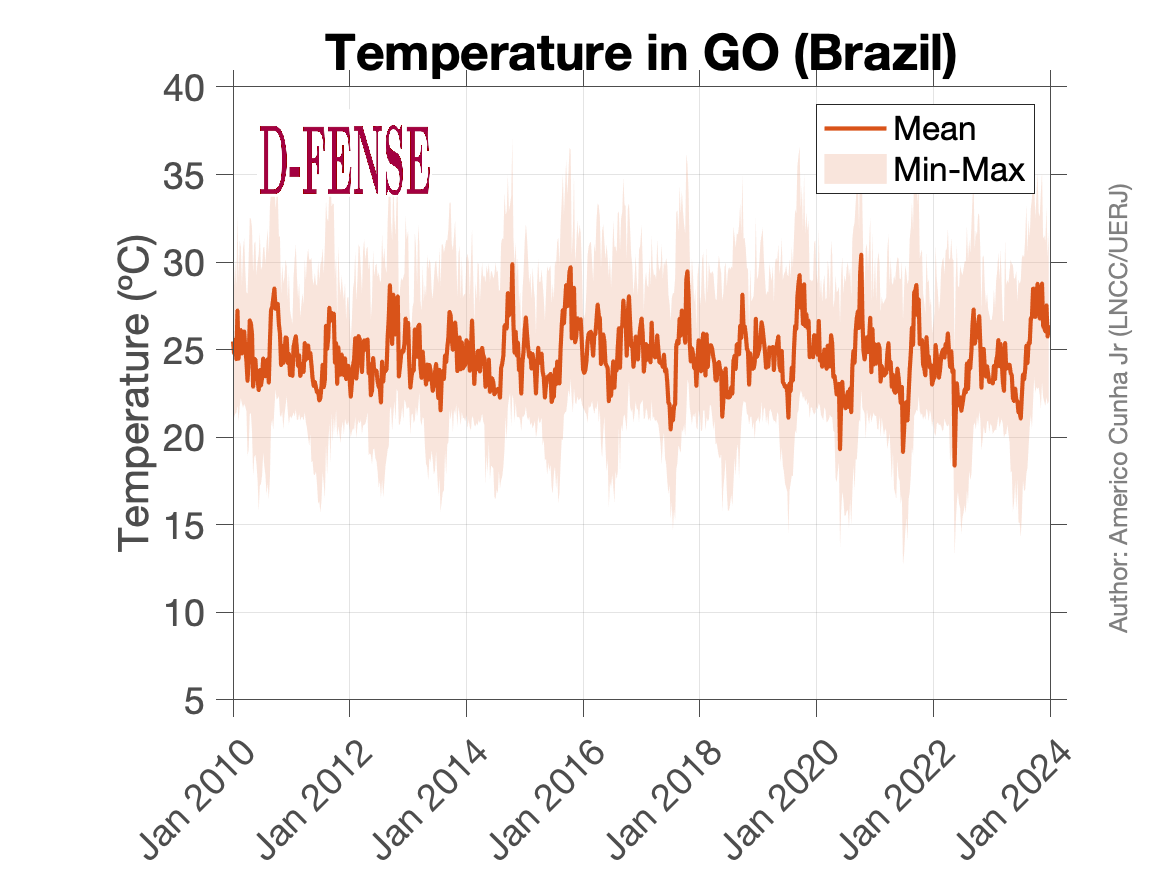 Temperature in GO (Brazil)
D-FENSE
Mean
Min-Max
Temperature (ºC)
40
35
30
25
20
15
10
5
Jan 2010
Jan 2012
Jan 2014
Jan 2016
Jan 2018
Jan 2020
Jan 2022
Jan 2024
Author: Americo Cunha Jr (LNCC/UERJ)